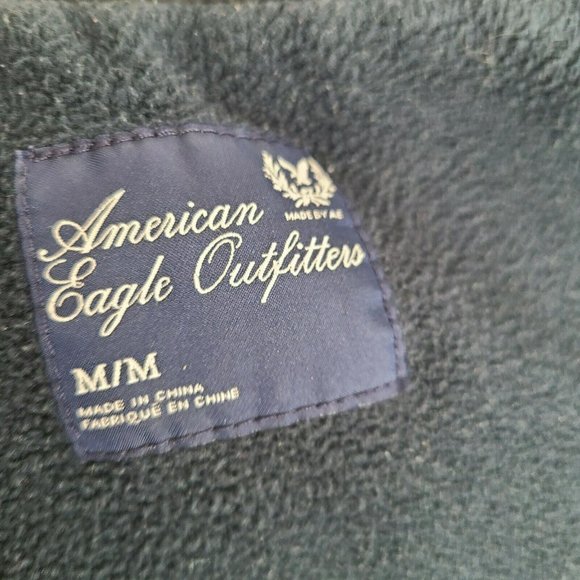 American
Eagle Outfitters
MADE BY AE
M/M
MADE IN CHINA
FABRIQUÉ EN CHINE